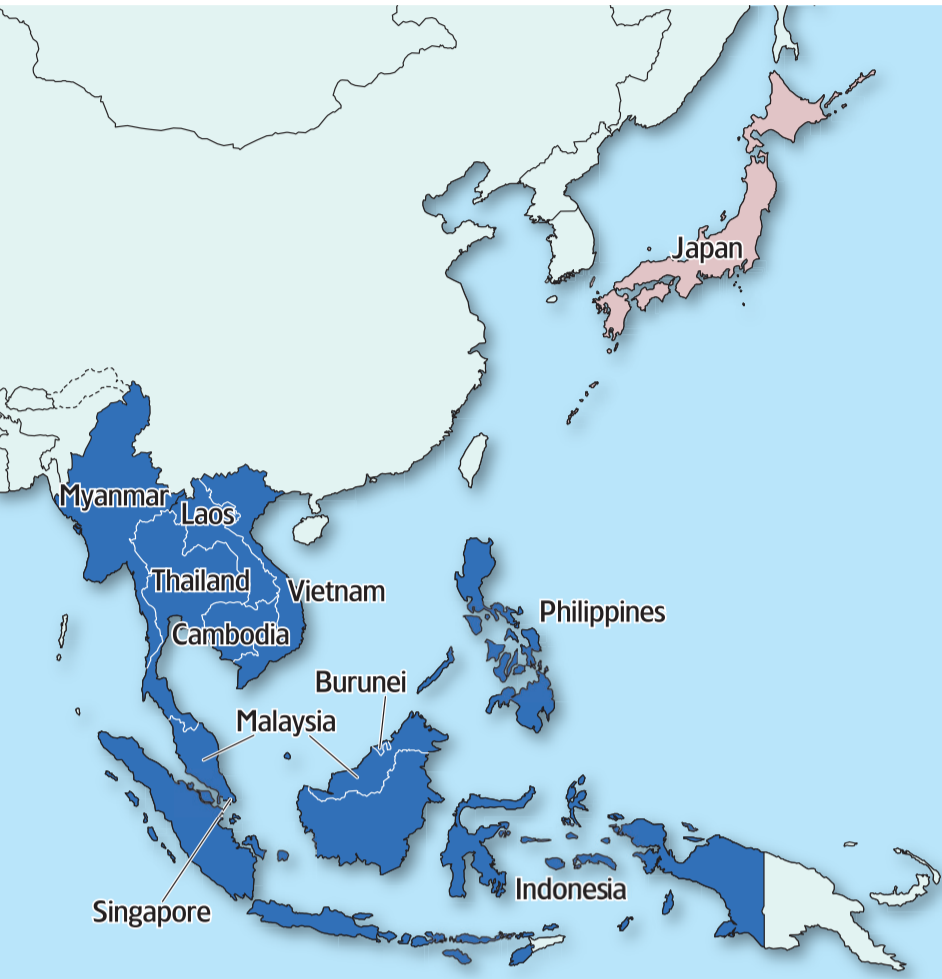 Japan
Myanmar
Laos
Thailand
Vietnam
Cambodia
Philippines
Burunei
Malaysia
Indonesia
Singapore